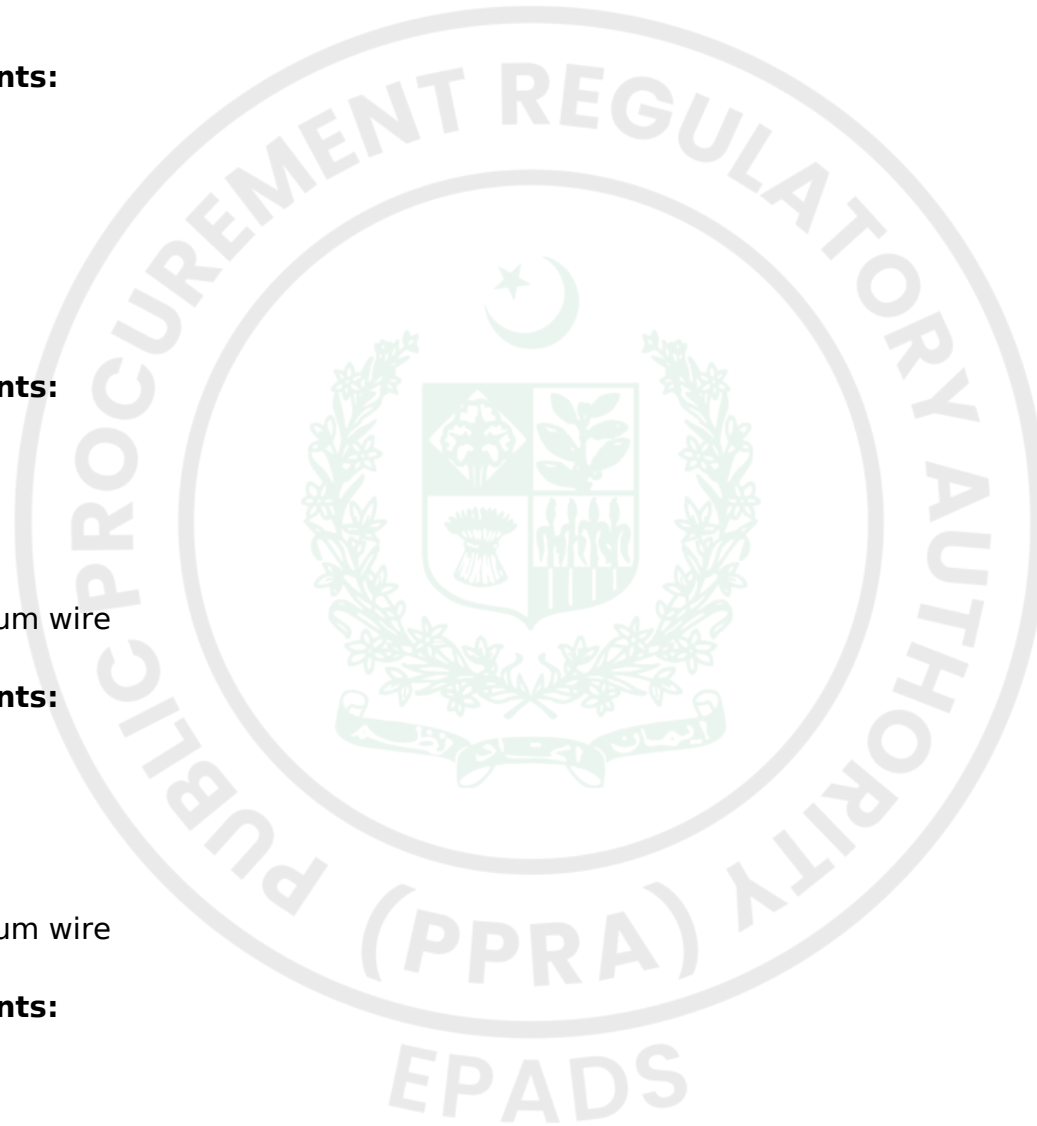 nts:
nts:
um wire
nts:
um wire
nts:
PUBLIC PROCUREMENT REGULATORY AUTHORITY
(PPRA)
EPADS